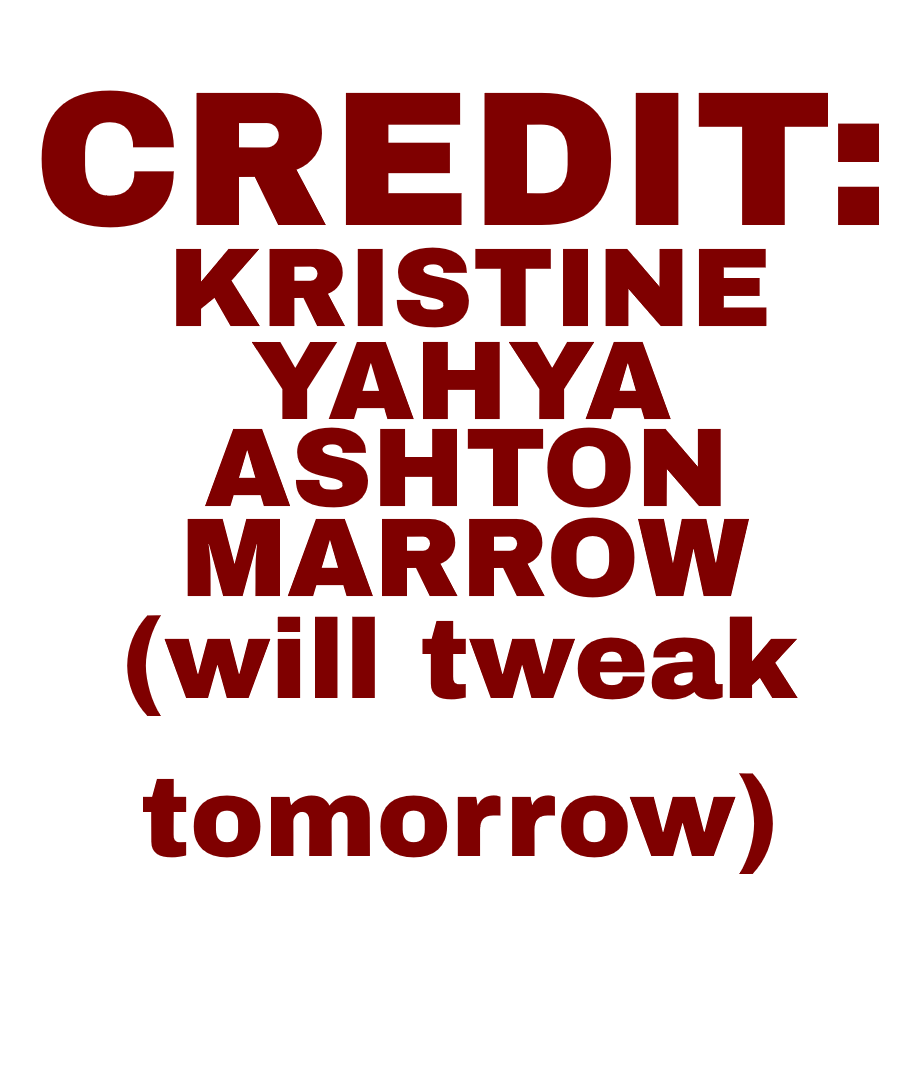 CREDIT:
KRISTINE
YAHYA
ASHTON
MARROW
(will tweak
tomorrow)